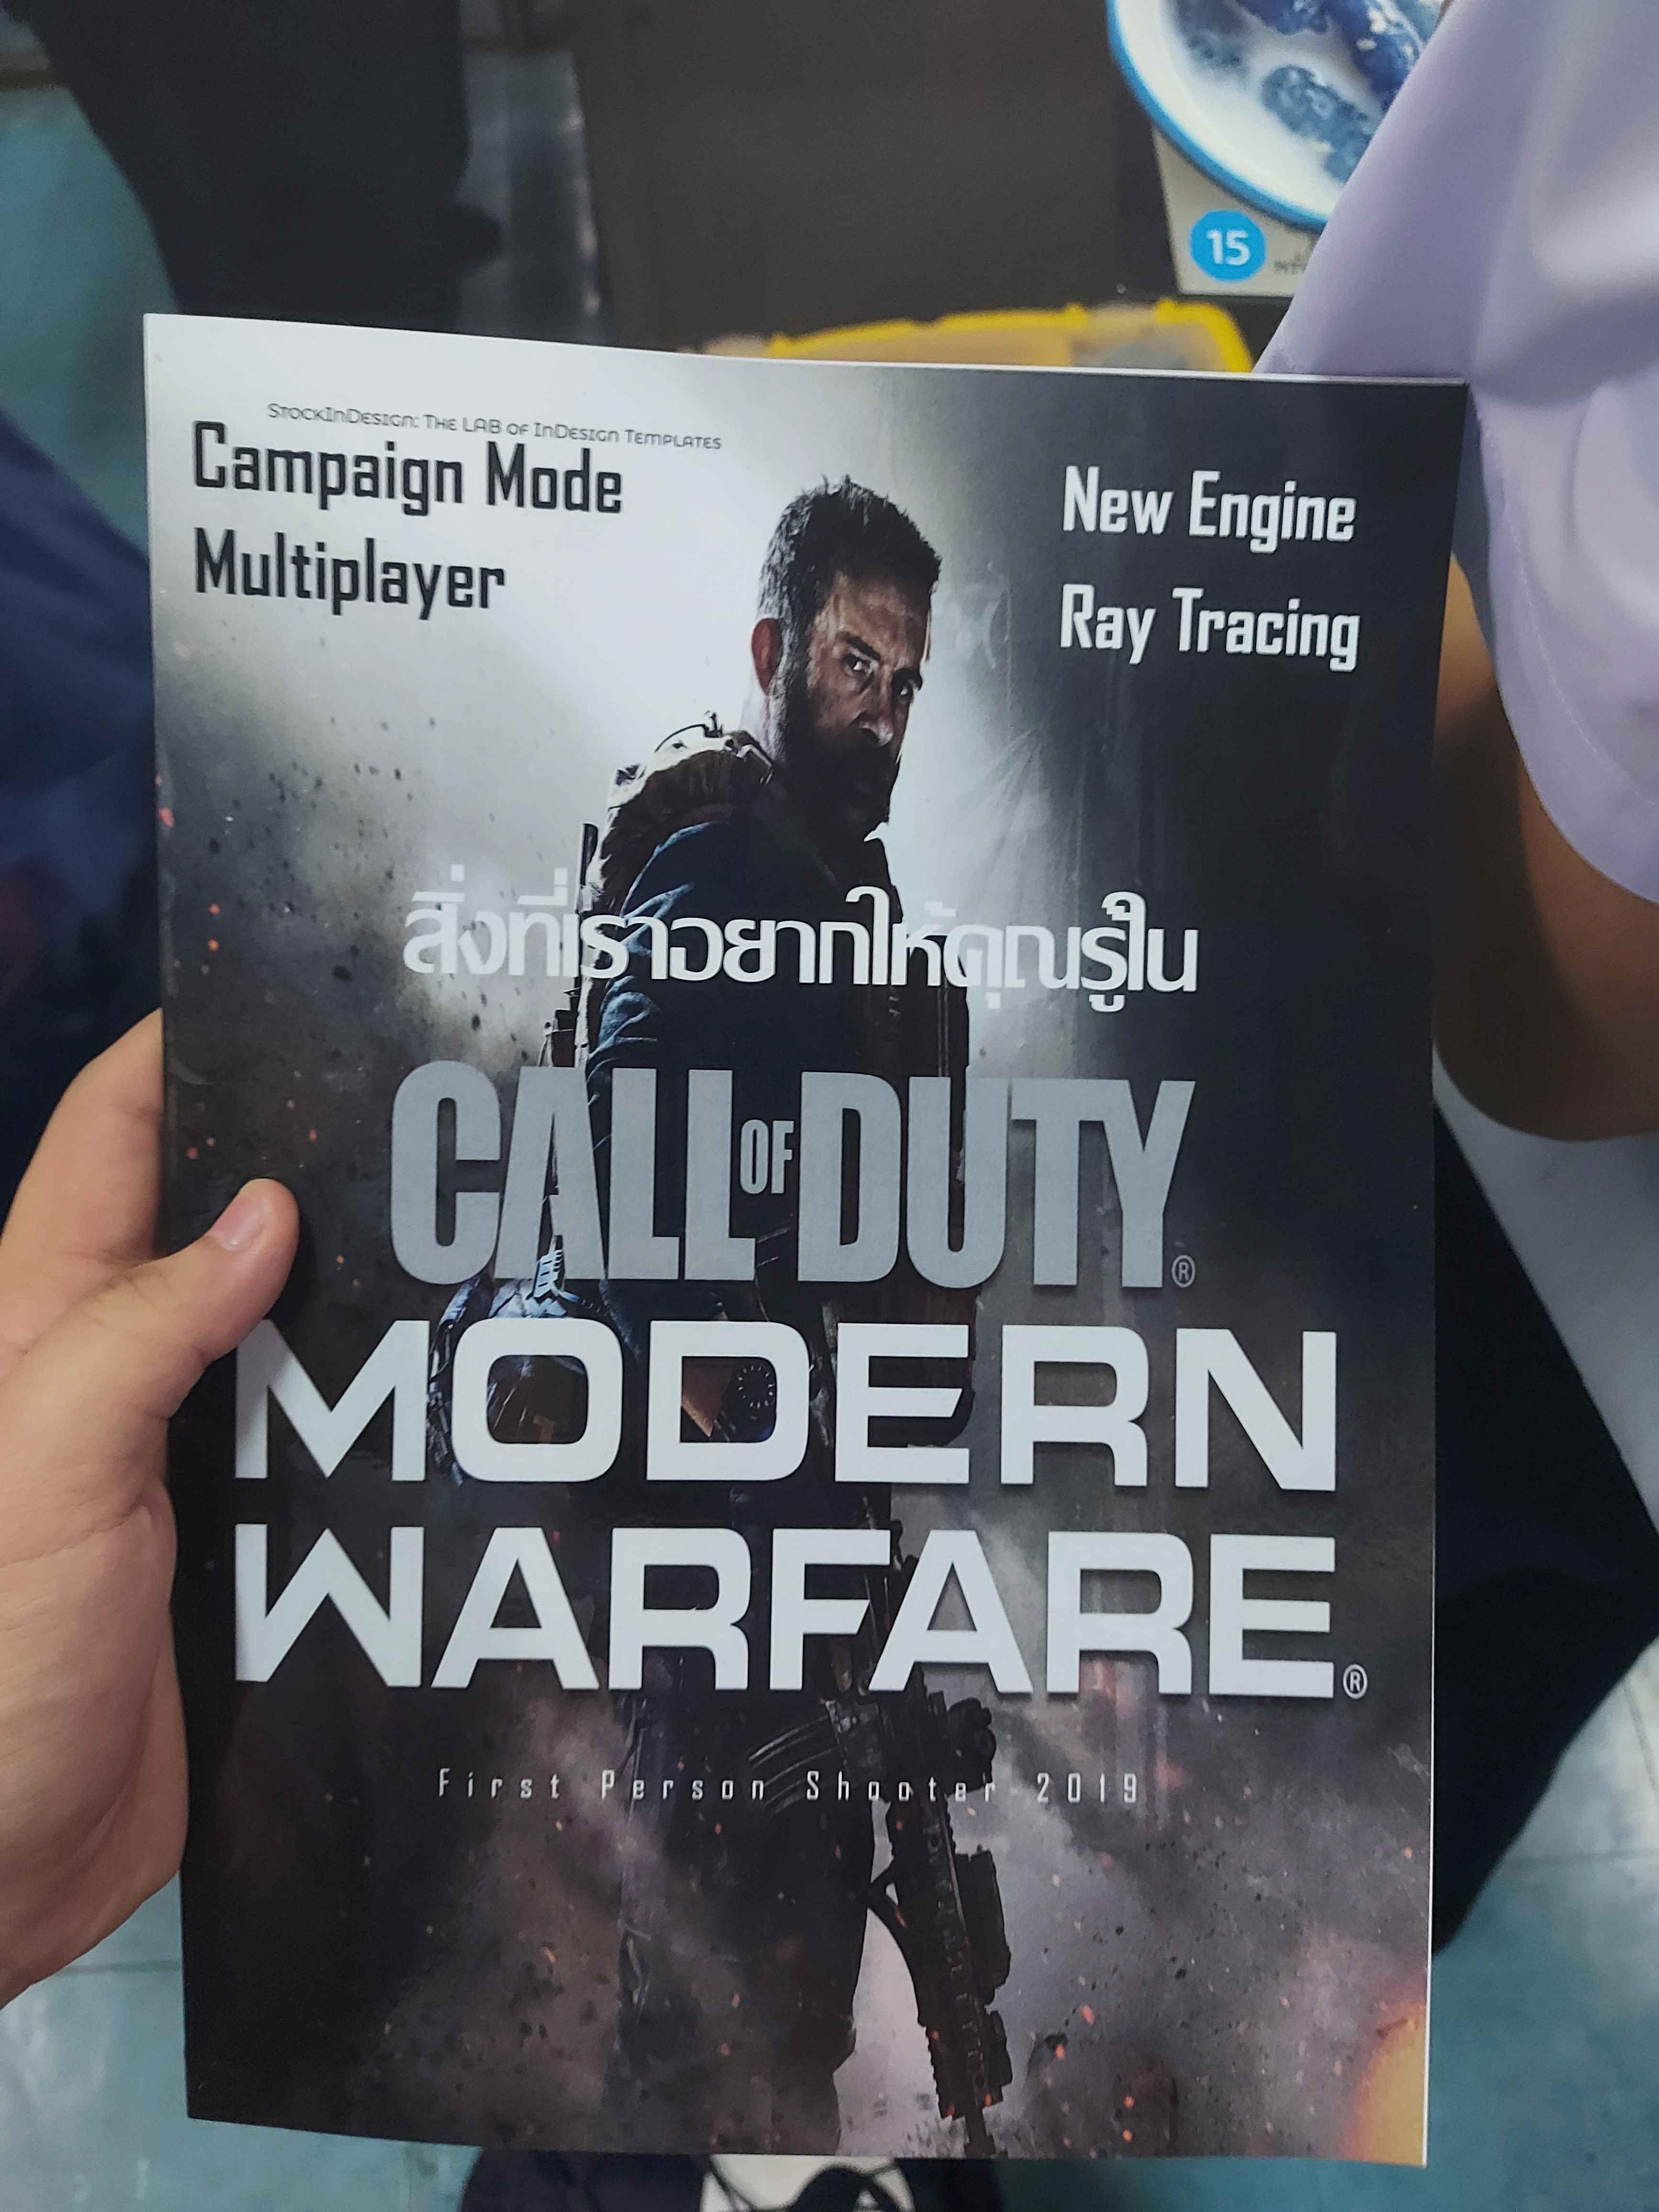 StockInDesign: The LAB of InDesign Templates
Campaign Mode
Multiplayer
New Engine
Ray Tracing
สิ่งที่เราอยากให้คุณรู้ใน
CALL OF DUTY®
MODERN
WARFARE®
First Person Shooter 2019
15